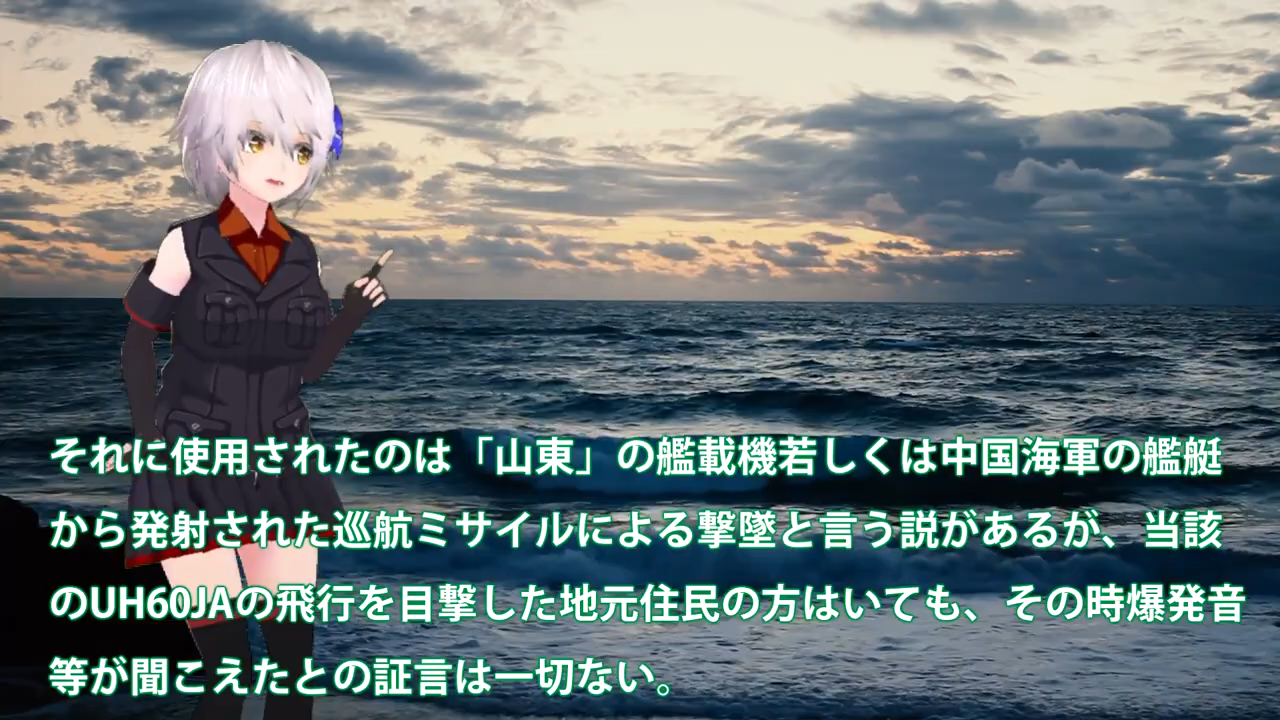 それに使用されたのは「山東」の艦載機若しくは中国海軍の艦艇
から発射された巡航ミサイルによる撃墜と言う説があるが、当該
のUH60JAの飛行を目撃した地元住民の方はいても、その時爆発音
等が聞こえたとの証言は一切ない。